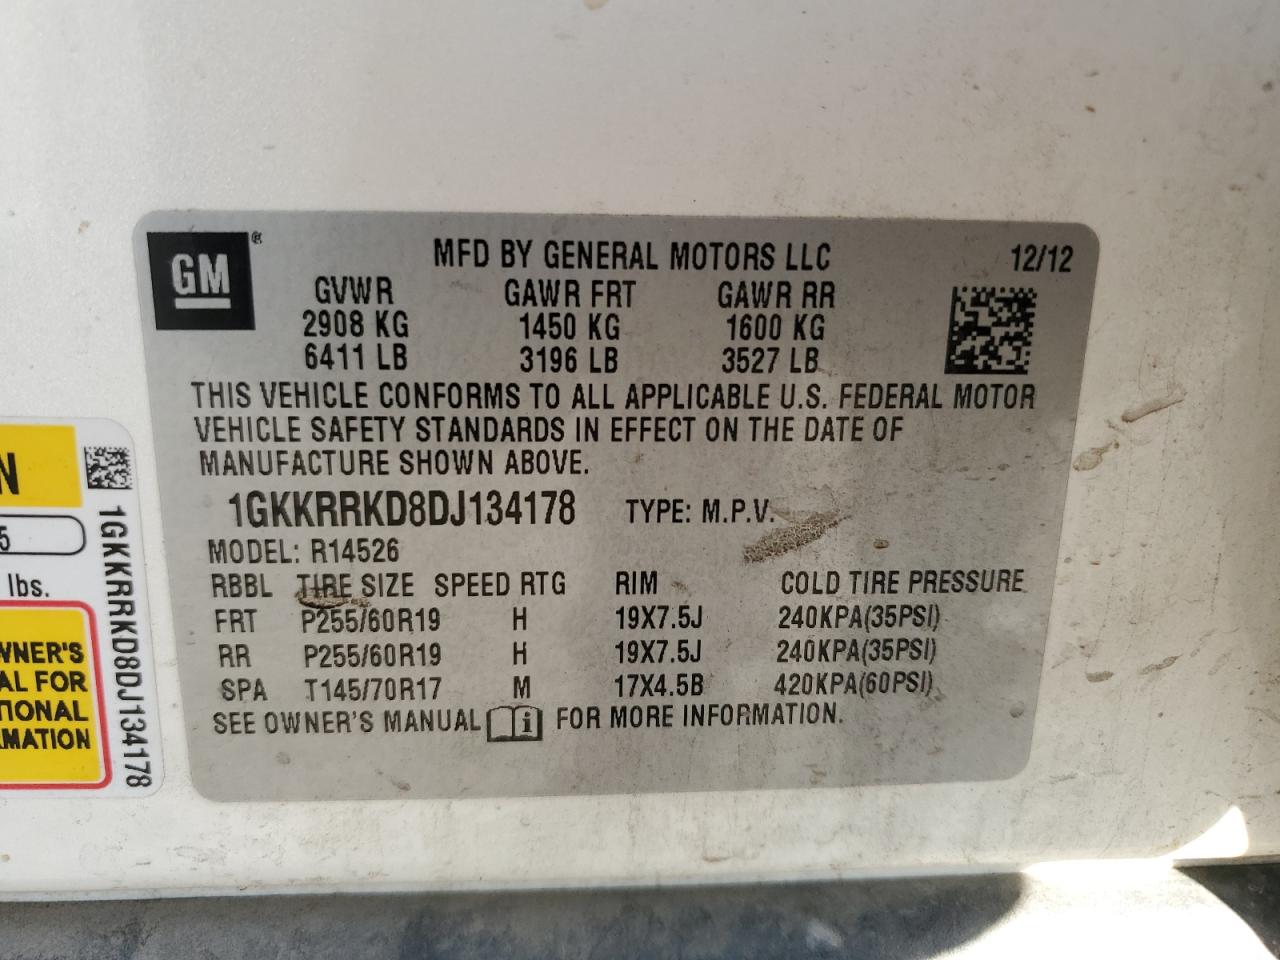 GM
®
MFD BY GENERAL MOTORS LLC 12/12
GVWR GAWR FRT GAWR RR
2908 KG 1450 KG 1600 KG
6411 LB 3196 LB 3527 LB
THIS VEHICLE CONFORMS TO ALL APPLICABLE U.S. FEDERAL MOTOR
VEHICLE SAFETY STANDARDS IN EFFECT ON THE DATE OF
MANUFACTURE SHOWN ABOVE.
1GKKRRKD8DJ134178 TYPE: M.P.V.
MODEL: R14526
RBBL TIRE SIZE SPEED RTG RIM COLD TIRE PRESSURE
FRT P255/60R19 H 19X7.5J 240KPA(35PSI)
RR P255/60R19 H 19X7.5J 240KPA(35PSI)
SPA T145/70R17 M 17X4.5B 420KPA(60PSI)
SEE OWNER'S MANUAL i FOR MORE INFORMATION.
N
5
lbs.
WNER'S
AL FOR
TIONAL
RMATION
1GKKRRKD8DJ134178